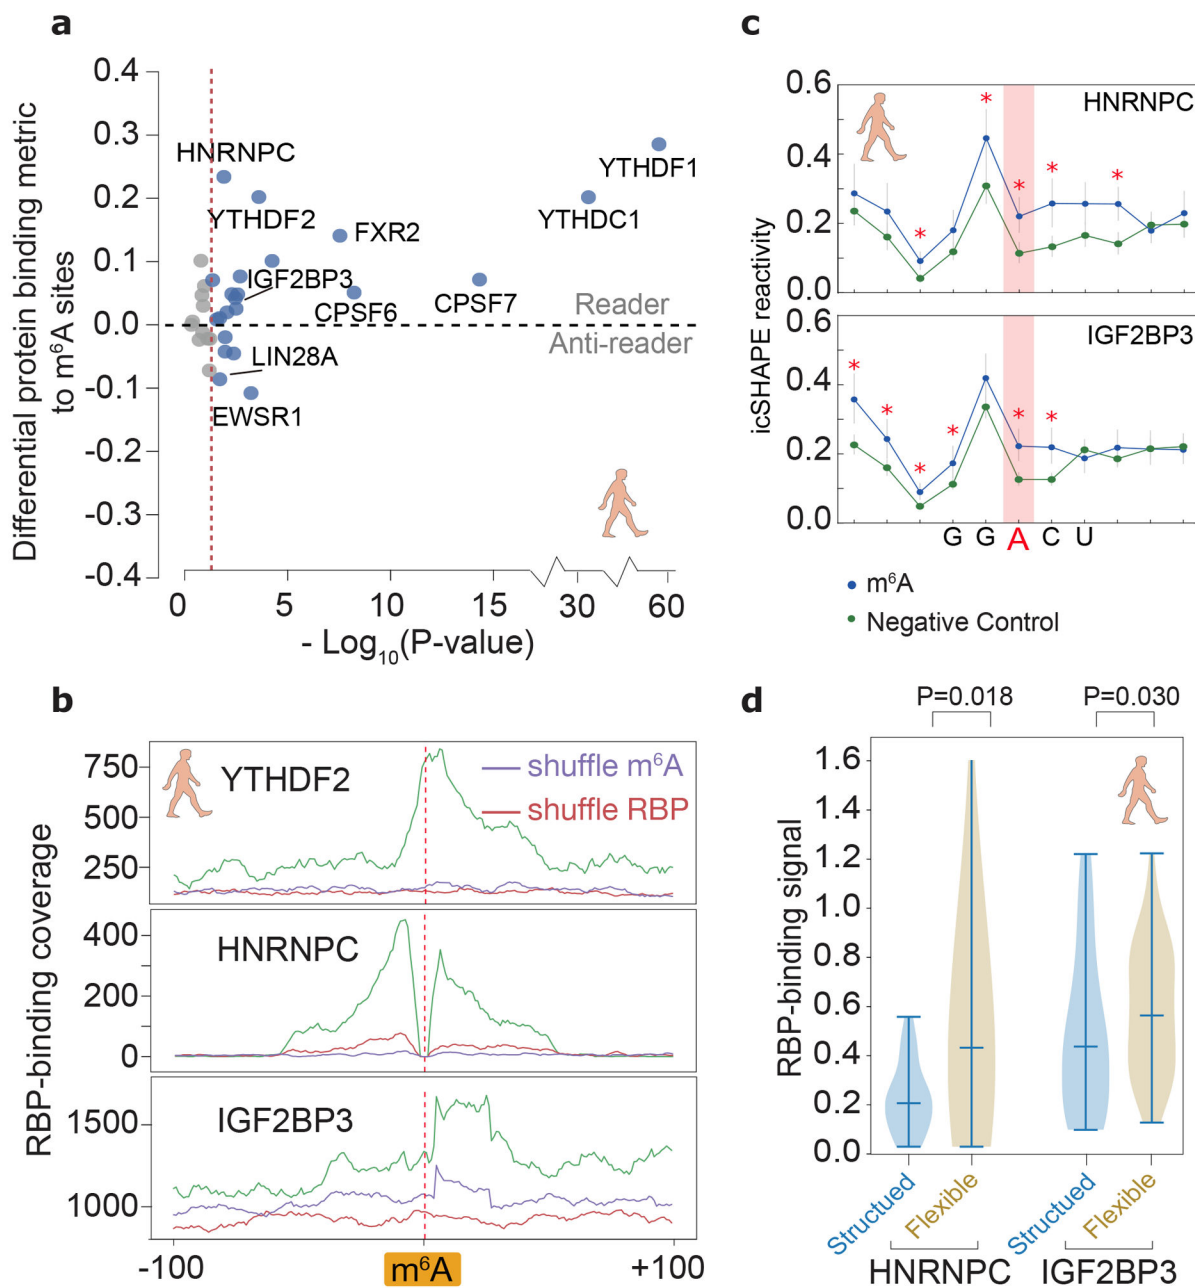 a
Differential protein binding metric
to m⁶A sites
0.4
0.3
0.2
0.1
0.0
-0.1
-0.2
-0.3
-0.4
HNRNPC
YTHDF1
YTHDF2
YTHDC1
FXR2
IGF2BP3
CPSF6
CPSF7
Reader
Anti-reader
LIN28A
EWSR1
0 5 10 15 30 60
- Log₁₀(P-value)
c
icSHAPE reactivity
0.6
0.4
0.2
0.0
HNRNPC
* * * * *
0.6
0.4
0.2
0.0
IGF2BP3
* * * * * *
G G A C U
m⁶A
Negative Control
b
RBP-binding coverage
YTHDF2
shuffle m⁶A
shuffle RBP
750
500
250
HNRNPC
400
200
0
IGF2BP3
1500
1000
-100 m⁶A +100
d
P=0.018 P=0.030
RBP-binding signal
1.6
1.4
1.2
1.0
0.8
0.6
0.4
0.2
0.0
Structued Flexible Structued Flexible
HNRNPC IGF2BP3